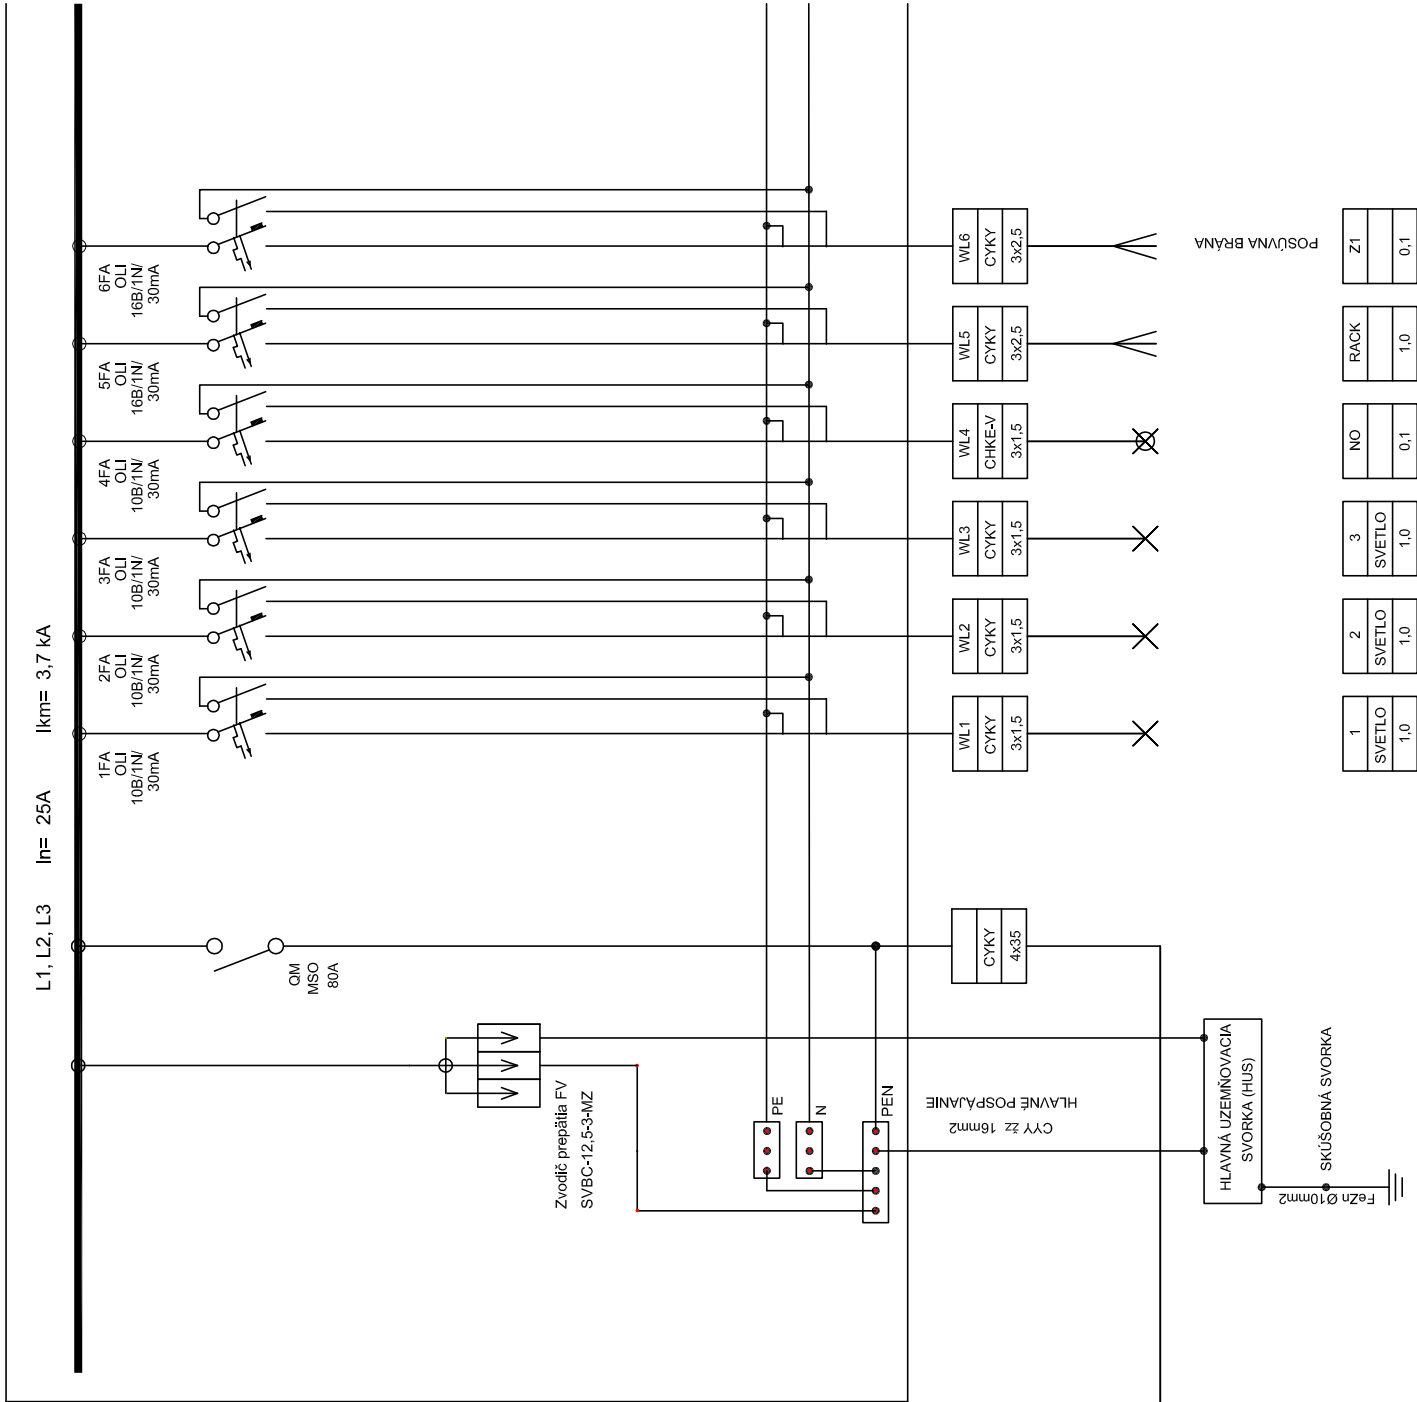 L1, L2, L3 In= 25A Ikm= 3,7 kA
1FA
OLI
10B/1N/
30mA
2FA
OLI
10B/1N/
30mA
3FA
OLI
10B/1N/
30mA
4FA
OLI
10B/1N/
30mA
5FA
OLI
16B/1N/
30mA
6FA
OLI
16B/1N/
30mA
QM
MSO
80A
Zvodič prepätia FV
SVBC-12,5-3-MZ
PE
N
PEN
CYKY
4x35
WL1
CYKY
3x1,5
WL2
CYKY
3x1,5
WL3
CYKY
3x1,5
WL4
CHKE-V
3x1,5
WL5
CYKY
3x2,5
WL6
CYKY
3x2,5
HLAVNÉ POSPÁJANIE
CYY žz 16mm2
HLAVNÁ UZEMŇOVACIA
SVORKA (HUS)
SKÚŠOBNÁ SVORKA
FeZn Ø10mm2
POSÚVNA BRÁNA
1
SVETLO
1,0
2
SVETLO
1,0
3
SVETLO
1,0
NO
0,1
RACK
1,0
Z1
0,1